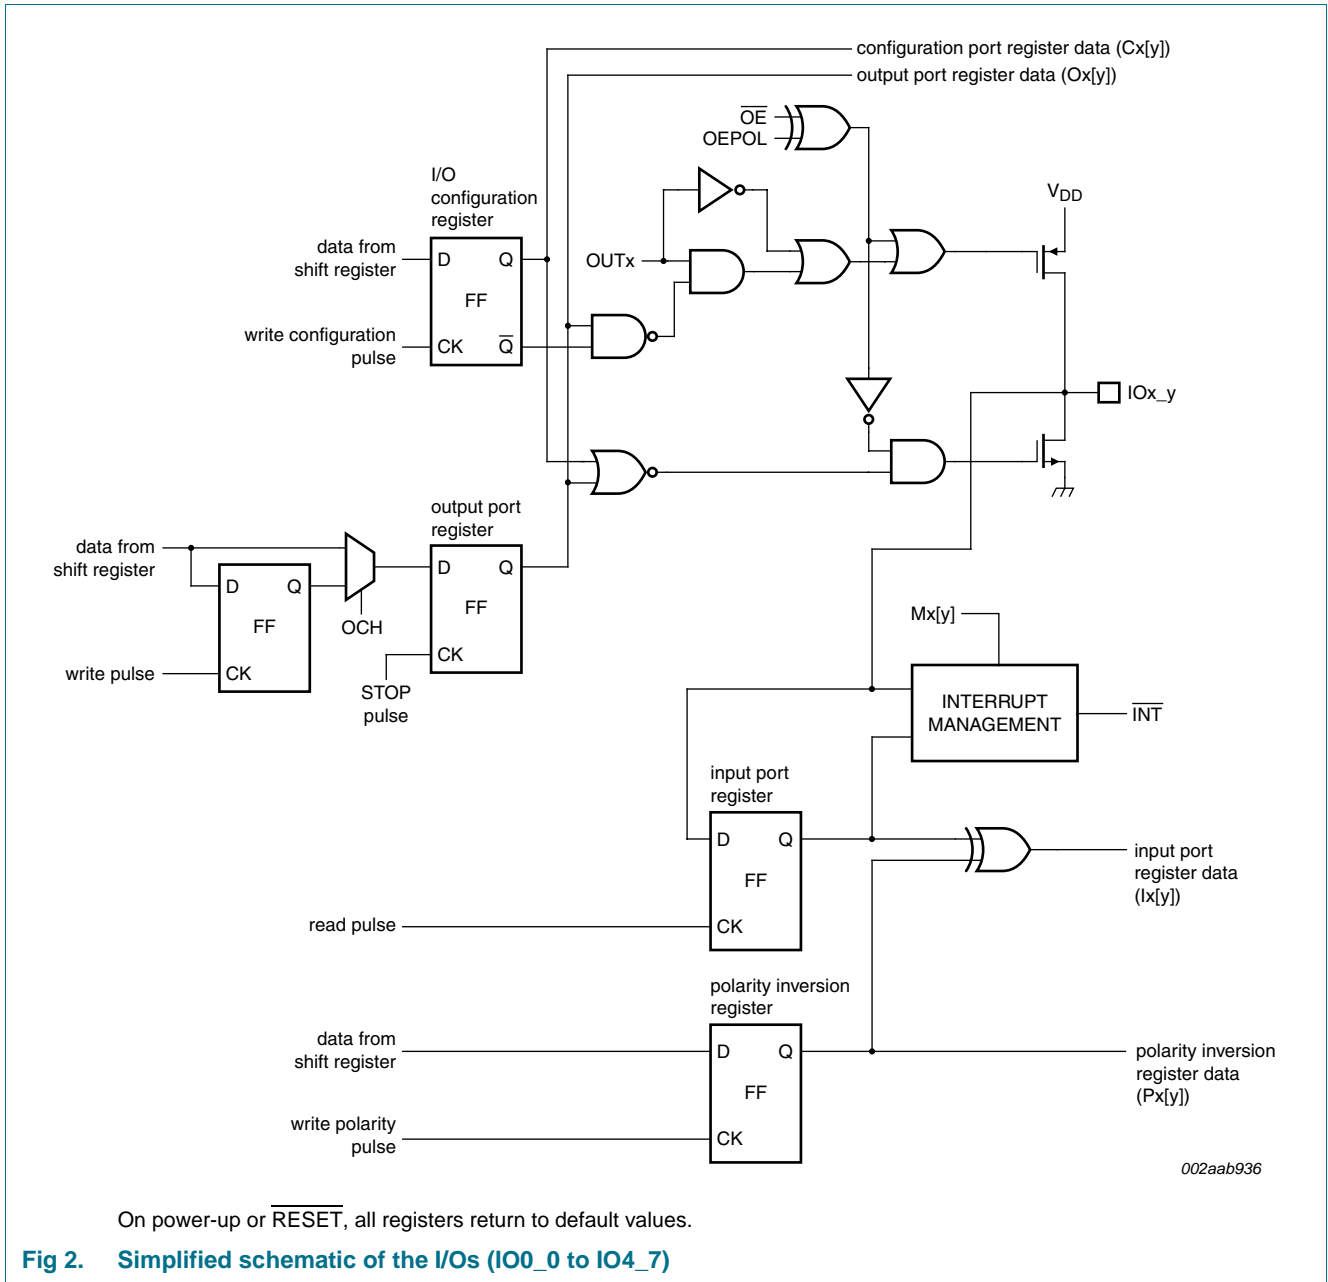 configuration port register data (Cx[y])
output port register data (Ox[y])
OE
OEPOL
I/O
configuration
register
VDD
data from
shift register
D
Q
FF
OUTx
write configuration
pulse
CK
Q
IOx_y
output port
register
data from
shift register
D
Q
FF
OCH
D
Q
FF
CK
write pulse
CK
STOP
pulse
Mx[y]
INTERRUPT
MANAGEMENT
INT
input port
register
D
Q
FF
input port
register data
(Ix[y])
read pulse
CK
polarity inversion
register
data from
shift register
D
Q
FF
polarity inversion
register data
(Px[y])
write polarity
pulse
CK
002aab936
On power-up or RESET, all registers return to default values.
Fig 2. Simplified schematic of the I/Os (IO0_0 to IO4_7)